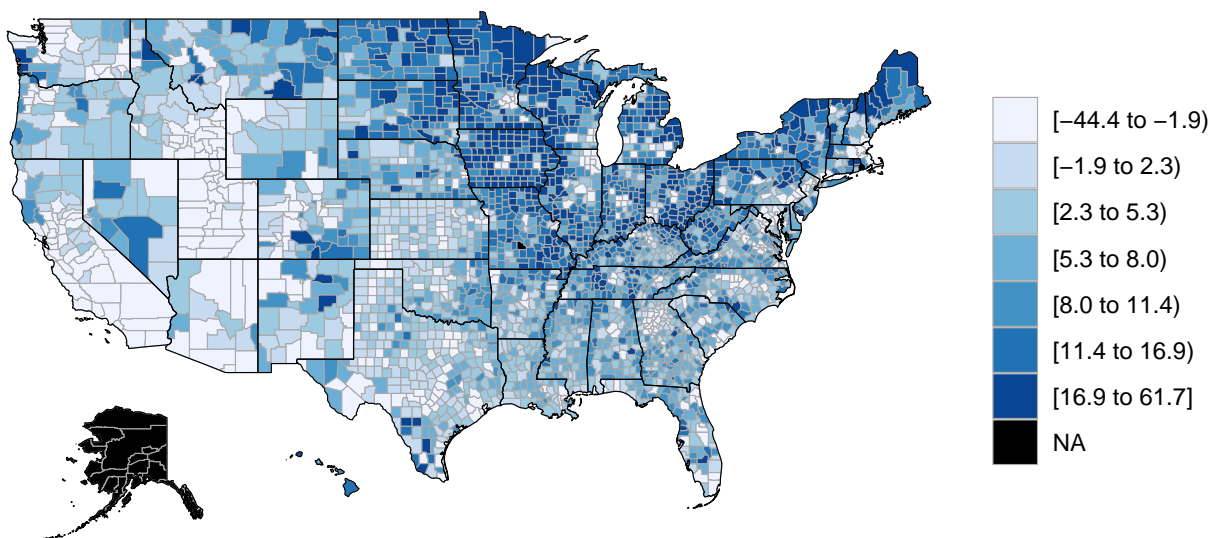 [−44.4 to −1.9)
[−1.9 to 2.3)
[2.3 to 5.3)
[5.3 to 8.0)
[8.0 to 11.4)
[11.4 to 16.9)
[16.9 to 61.7]
NA